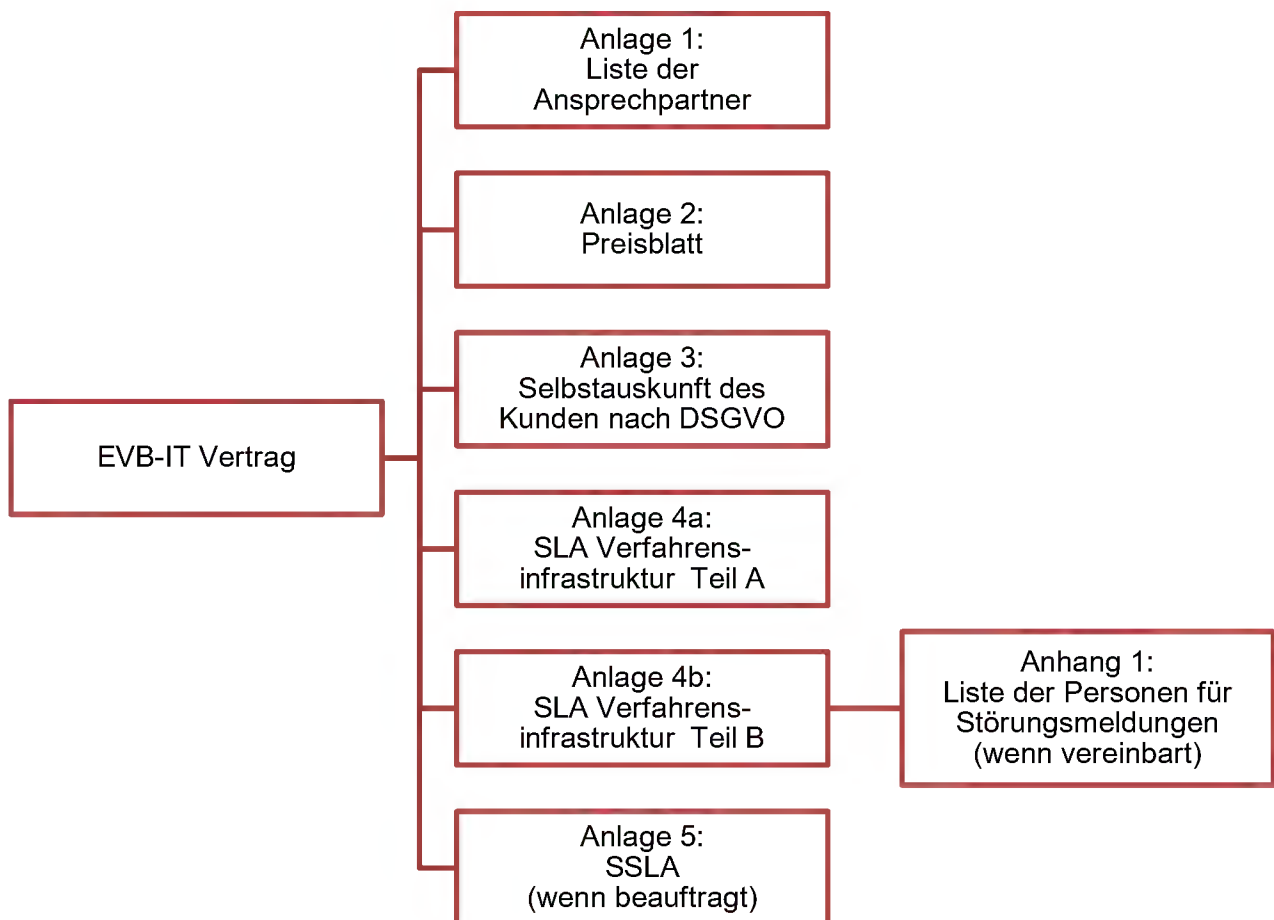 Anlage 1:
Liste der
Ansprechpartner
Anlage 2:
Preisblatt
Anlage 3:
Selbstauskunft des
Kunden nach DSGVO
EVB-IT Vertrag
Anlage 4a:
SLA Verfahrens-
infrastruktur Teil A
Anlage 4b:
SLA Verfahrens-
infrastruktur Teil B
Anhang 1:
Liste der Personen für
Störungsmeldungen
(wenn vereinbart)
Anlage 5:
SSLA
(wenn beauftragt)